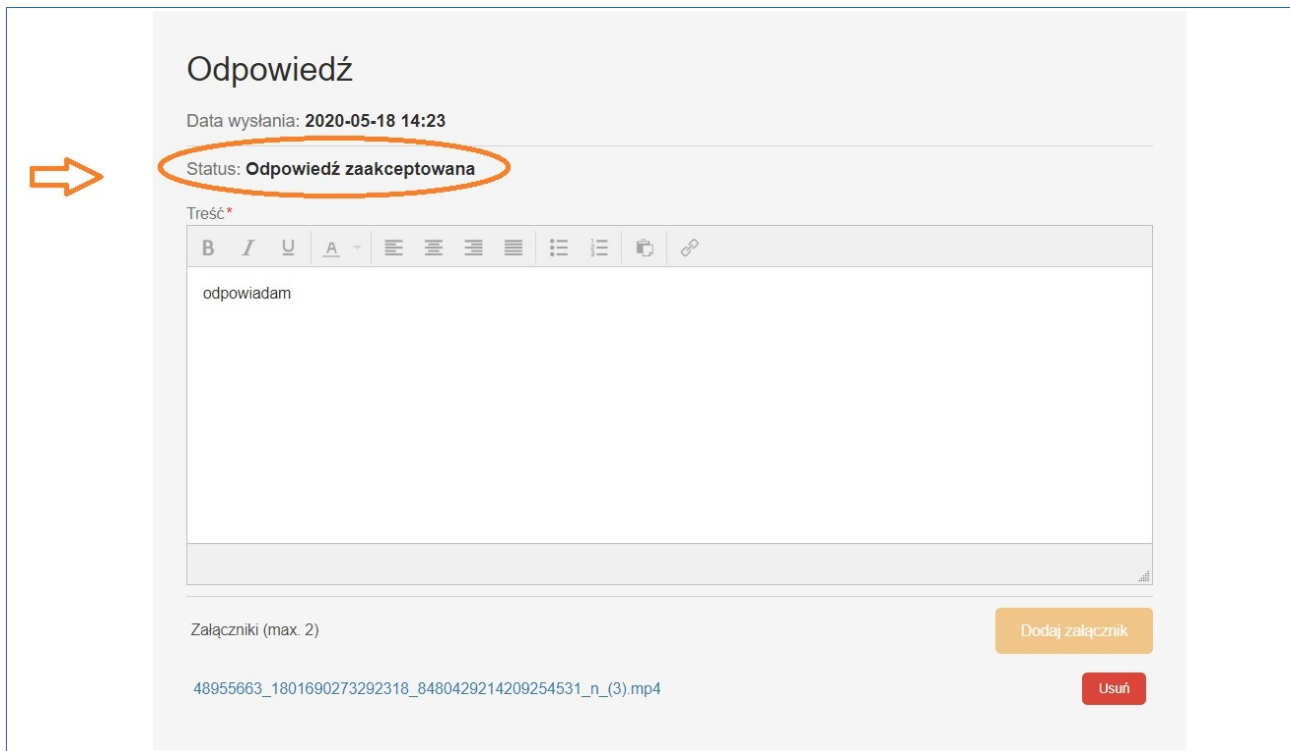 Odpowiedź
Data wysłania: 2020-05-18 14:23
Status: Odpowiedź zaakceptowana
Treść*
B I U A
odpowiadam
Załączniki (max. 2)
Dodaj załącznik
48955663_1801690273292318_8480429214209254531_n_(3).mp4
Usuń